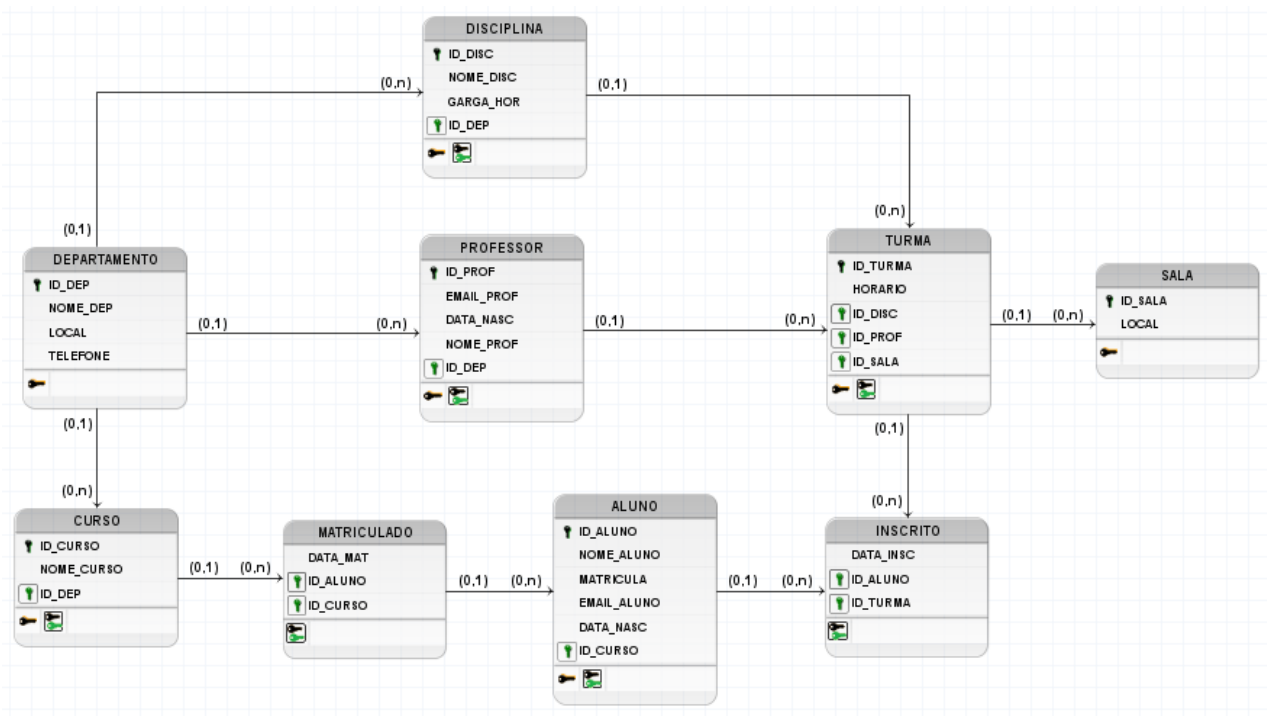 DISCIPLINA
ID_DISC
NOME_DISC
GARGA_HOR
ID_DEP
(0,n)
(0,1)
(0,1)
(0,n)
DEPARTAMENTO
ID_DEP
NOME_DEP
LOCAL
TELEFONE
(0,1)
(0,n)
PROFESSOR
ID_PROF
EMAIL_PROF
DATA_NASC
NOME_PROF
ID_DEP
(0,1)
(0,n)
TURMA
ID_TURMA
HORARIO
ID_DISC
ID_PROF
ID_SALA
(0,1)
(0,n)
SALA
ID_SALA
LOCAL
(0,1)
(0,n)
(0,1)
(0,n)
CURSO
ID_CURSO
NOME_CURSO
ID_DEP
(0,1)
(0,n)
MATRICULADO
DATA_MAT
ID_ALUNO
ID_CURSO
(0,1)
(0,n)
ALUNO
ID_ALUNO
NOME_ALUNO
MATRICULA
EMAIL_ALUNO
DATA_NASC
ID_CURSO
(0,1)
(0,n)
INSCRITO
DATA_INSC
ID_ALUNO
ID_TURMA